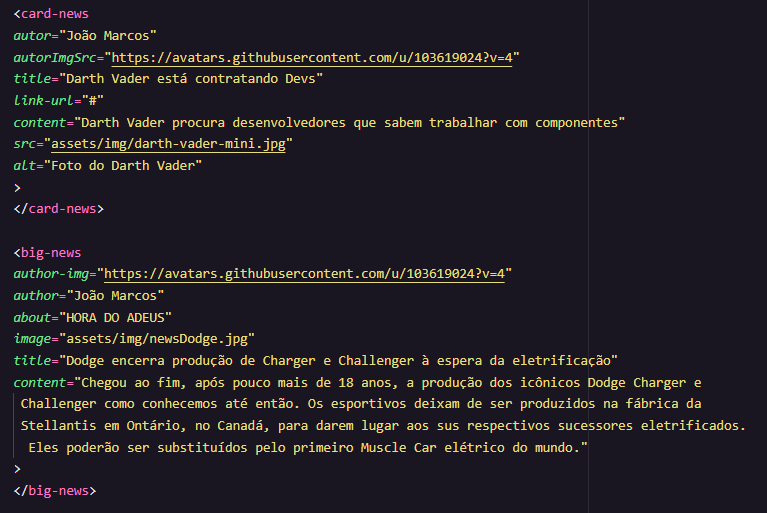 <card-news
autor="João Marcos"
autorImgSrc="https://avatars.githubusercontent.com/u/103619024?v=4"
title="Darth Vader está contratando Devs"
link-url="#"
content="Darth Vader procura desenvolvedores que sabem trabalhar com componentes"
src="assets/img/darth-vader-mini.jpg"
alt="Foto do Darth Vader"
>
</card-news>
<big-news
author-img="https://avatars.githubusercontent.com/u/103619024?v=4"
author="João Marcos"
about="HORA DO ADEUS"
image="assets/img/newsDodge.jpg"
title="Dodge encerra produção de Charger e Challenger à espera da eletrificação"
content="Chegou ao fim, após pouco mais de 18 anos, a produção dos icônicos Dodge Charger e
Challenger como conhecemos até então. Os esportivos deixam de ser produzidos na fábrica da
Stellantis em Ontário, no Canadá, para darem lugar aos sus respectivos sucessores eletrificados.
Eles poderão ser substituídos pelo primeiro Muscle Car elétrico do mundo."
>
</big-news>